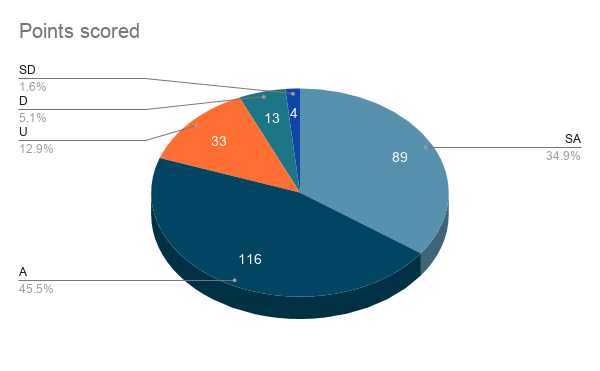 Points scored
SD
1.6%
D
5.1%
U
12.9%
A
45.5%
SA
34.9%
4
13
33
89
116